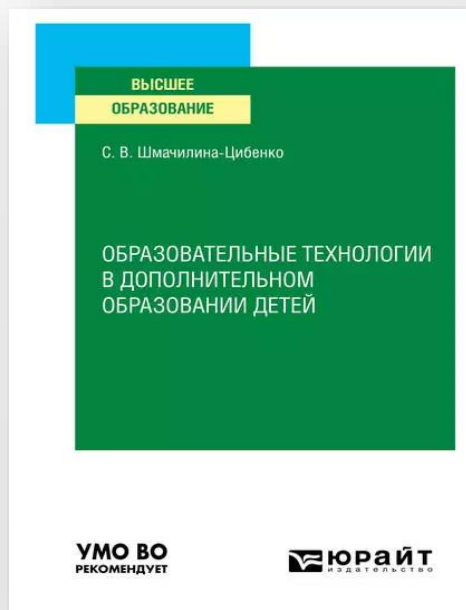 ВЫСШЕЕ
ОБРАЗОВАНИЕ
С. В. Шмачилина-Цибенко
ОБРАЗОВАТЕЛЬНЫЕ ТЕХНОЛОГИИ
В ДОПОЛНИТЕЛЬНОМ
ОБРАЗОВАНИИ ДЕТЕЙ
УМО ВО
РЕКОМЕНДУЕТ
юрайт
издательство